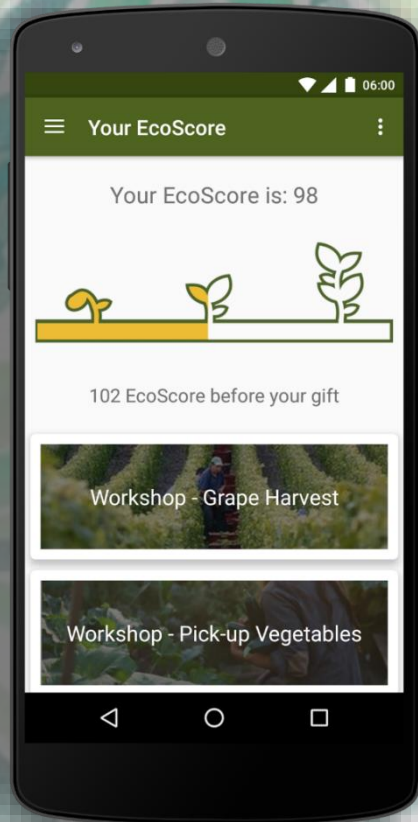 06:00
Your EcoScore
Your EcoScore is: 98
102 EcoScore before your gift
Workshop - Grape Harvest
Workshop - Pick-up Vegetables